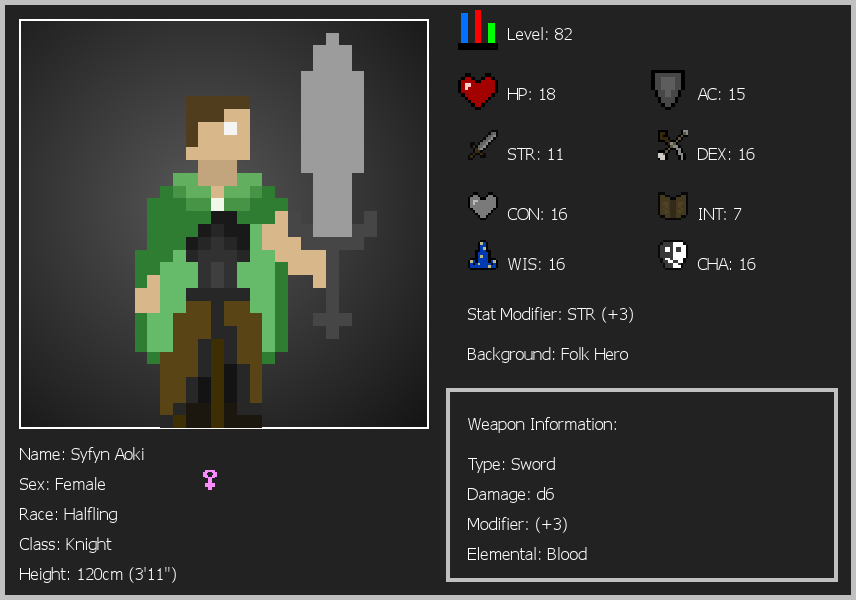 Level: 82
HP: 18
AC: 15
STR: 11
DEX: 16
CON: 16
INT: 7
WIS: 16
CHA: 16
Stat Modifier: STR (+3)
Background: Folk Hero
Weapon Information:
Type: Sword
Damage: d6
Modifier: (+3)
Elemental: Blood
Name: Syfyn Aoki
Sex: Female
Race: Halfling
Class: Knight
Height: 120cm (3'11")